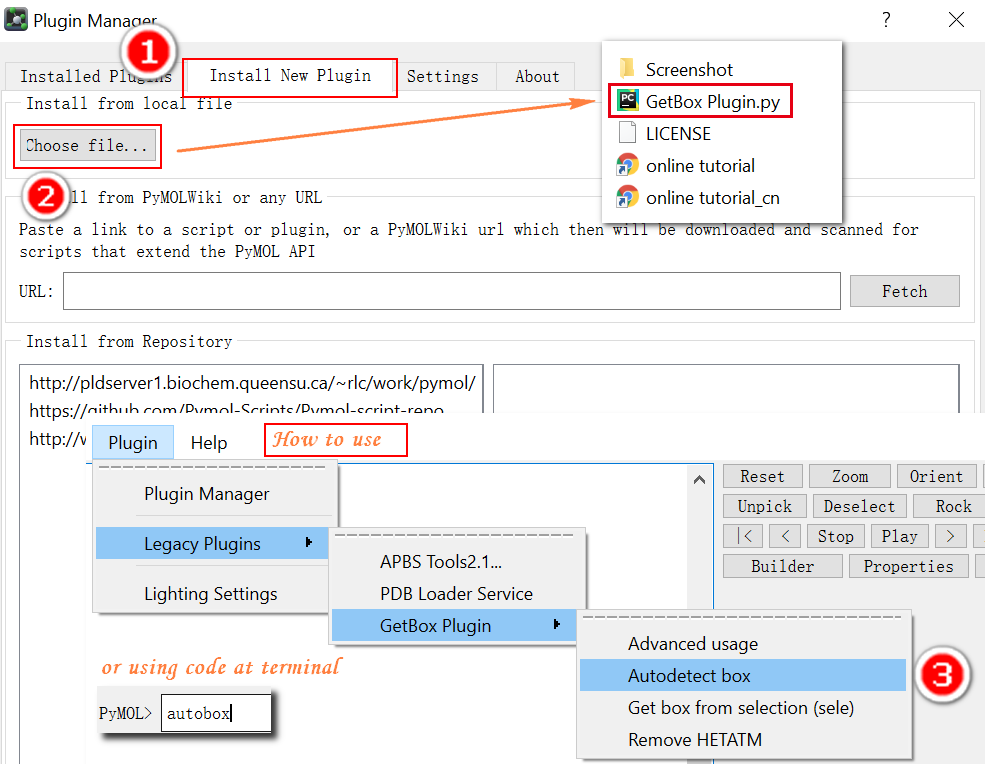 Plugin Manager
?
1
Installed Plugins
Install New Plugin
Settings
About
Install from local file
Choose file...
Screenshot
PC
GetBox Plugin.py
LICENSE
online tutorial
online tutorial_cn
2
ll from PyMOLWiki or any URL
Paste a link to a script or plugin, or a PyMOLWiki url which then will be downloaded and scanned for
scripts that extend the PyMOL API
URL:
Fetch
Install from Repository
http://pldserver1.biochem.queensu.ca/~rlc/work/pymol/
https://github.com/Pymol-Scripts/Pymol-script-repo
http://w
Plugin
Help
How to use
Plugin Manager
Legacy Plugins
Lighting Settings
APBS Tools2.1...
PDB Loader Service
GetBox Plugin
Advanced usage
Autodetect box
Get box from selection (sele)
Remove HETATM
3
Reset
Zoom
Orient
Unpick
Deselect
Rock
|<
<
Stop
Play
>
Builder
Properties
or using code at terminal
PyMOL>
autobox